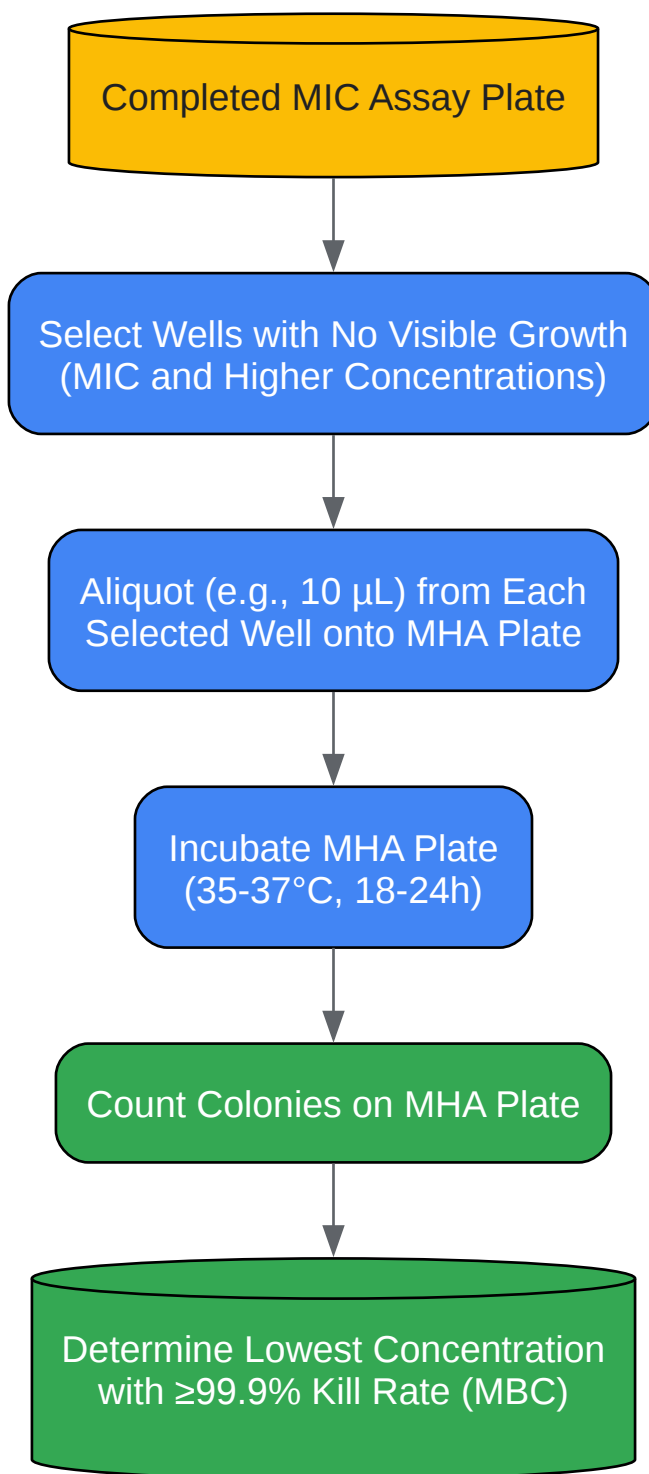 Completed MIC Assay Plate
Select Wells with No Visible Growth
(MIC and Higher Concentrations)
Aliquot (e.g., 10 µL) from Each
Selected Well onto MHA Plate
Incubate MHA Plate
(35-37°C, 18-24h)
Count Colonies on MHA Plate
Determine Lowest Concentration
with ≥99.9% Kill Rate (MBC)